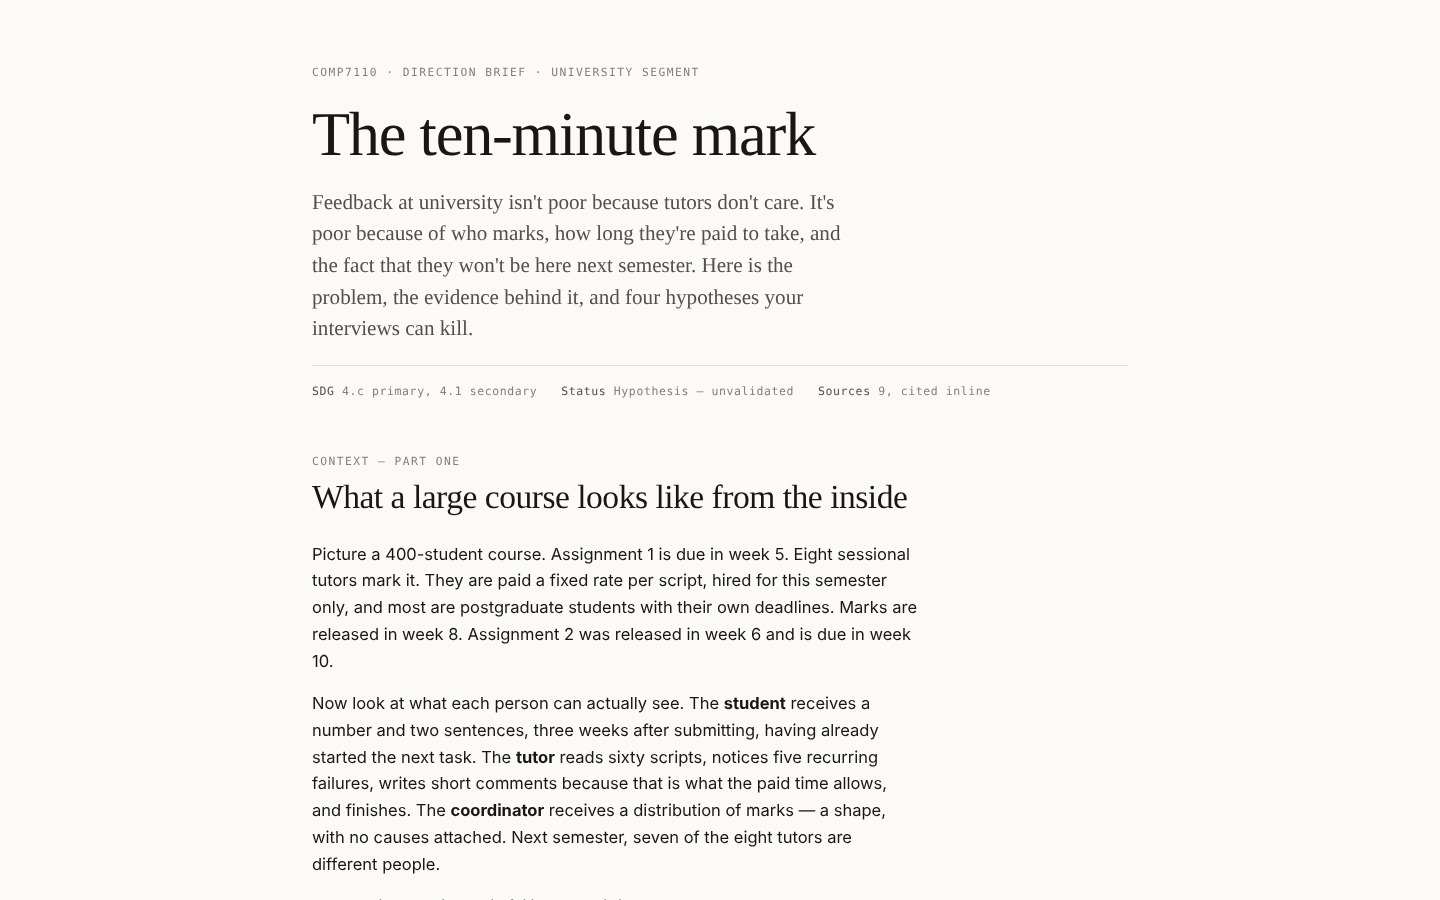 COMP7110 · DIRECTION BRIEF · UNIVERSITY SEGMENT
The ten-minute mark
Feedback at university isn't poor because tutors don't care. It's
poor because of who marks, how long they're paid to take, and
the fact that they won't be here next semester. Here is the
problem, the evidence behind it, and four hypotheses your
interviews can kill.
SDG 4.c primary, 4.1 secondary Status Hypothesis — unvalidated Sources 9, cited inline
CONTEXT — PART ONE
What a large course looks like from the inside
Picture a 400-student course. Assignment 1 is due in week 5. Eight sessional
tutors mark it. They are paid a fixed rate per script, hired for this semester
only, and most are postgraduate students with their own deadlines. Marks are
released in week 8. Assignment 2 was released in week 6 and is due in week
10.
Now look at what each person can actually see. The student receives a
number and two sentences, three weeks after submitting, having already
started the next task. The tutor reads sixty scripts, notices five recurring
failures, writes short comments because that is what the paid time allows,
and finishes. The coordinator receives a distribution of marks — a shape,
with no causes attached. Next semester, seven of the eight tutors are
different people.